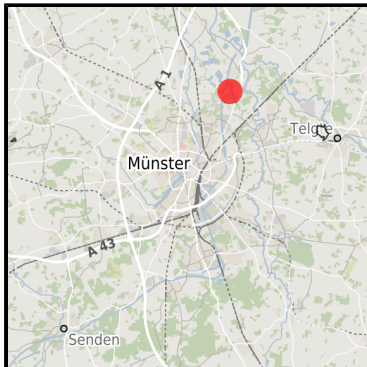 A 1
Telgte
Münster
A 43
Senden